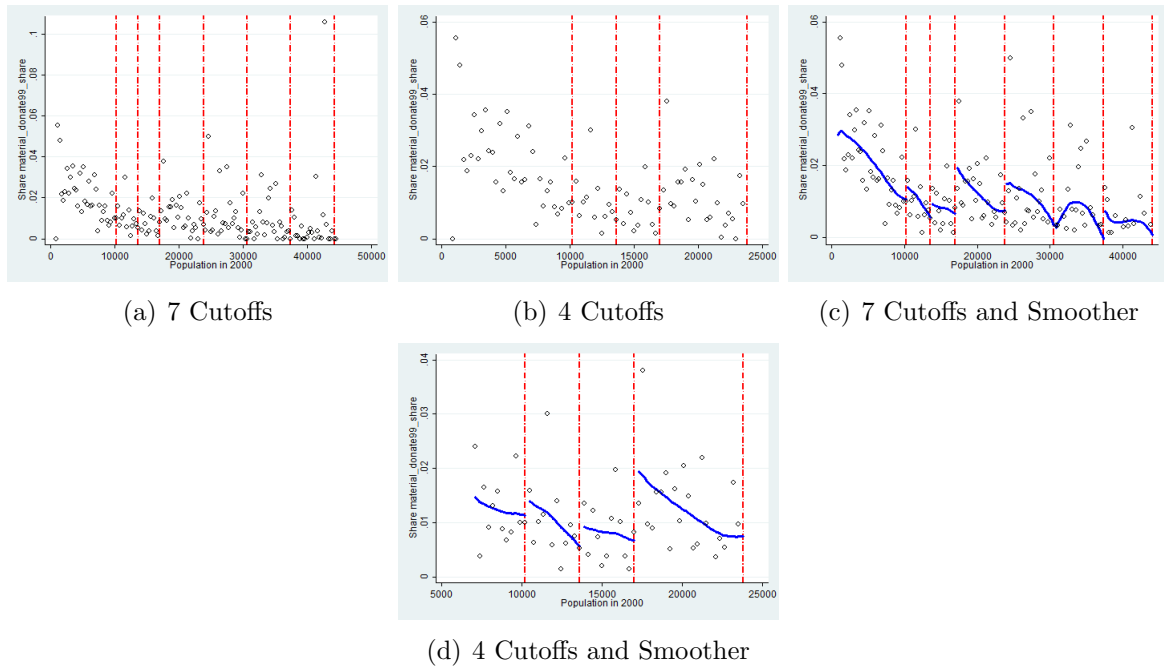 Share material_donate99_share
0 .02 .04 .06 .08 .1
0 10000 20000 30000 40000 50000
Population in 2000
(a) 7 Cutoffs
Share material_donate99_share
0 .02 .04 .06
0 5000 10000 15000 20000 25000
Population in 2000
(b) 4 Cutoffs
Share material_donate99_share
0 .02 .04 .06
0 10000 20000 30000 40000
Population in 2000
(c) 7 Cutoffs and Smoother
Share material_donate99_share
0 .01 .02 .03 .04
5000 10000 15000 20000 25000
Population in 2000
(d) 4 Cutoffs and Smoother